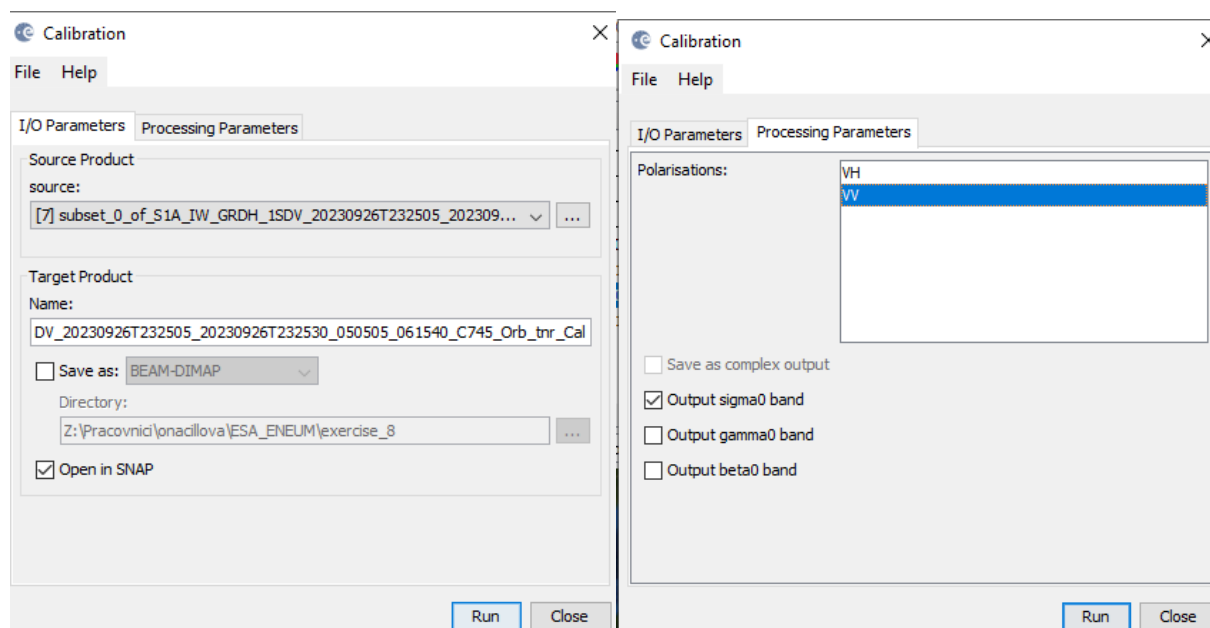 Calibration
File Help
I/O Parameters Processing Parameters
Source Product
source:
[7] subset_0_of_S1A_IW_GRDH_1SDV_20230926T232505_202309... ...
Target Product
Name:
DV_20230926T232505_20230926T232530_050505_061540_C745_Orb_tnr_Cal
Save as: BEAM-DIMAP
Directory:
Z:\Pracovnici\onacillova\ESA_ENEUM\exercise_8 ...
Open in SNAP
Run Close
Calibration
File Help
I/O Parameters Processing Parameters
Polarisations: VH
VV
Save as complex output
Output sigma0 band
Output gamma0 band
Output beta0 band
Run Close